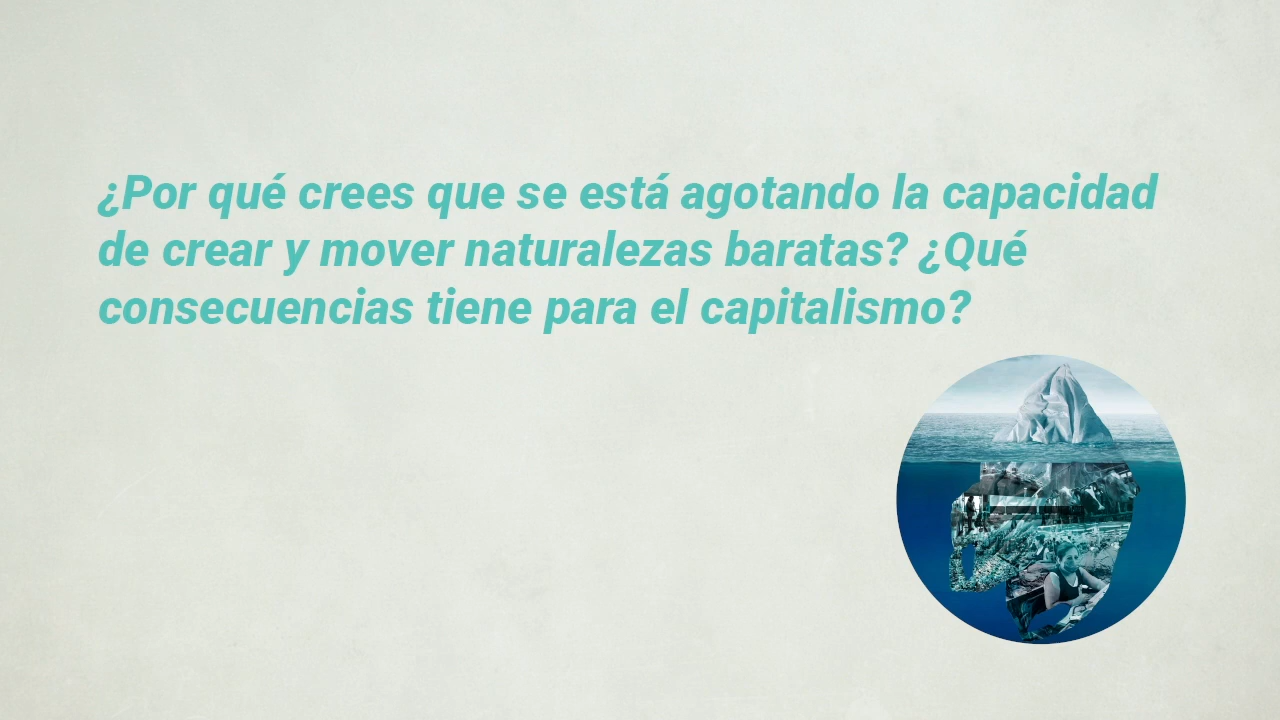 ¿Por qué crees que se está agotando la capacidad
de crear y mover naturalezas baratas? ¿Qué
consecuencias tiene para el capitalismo?